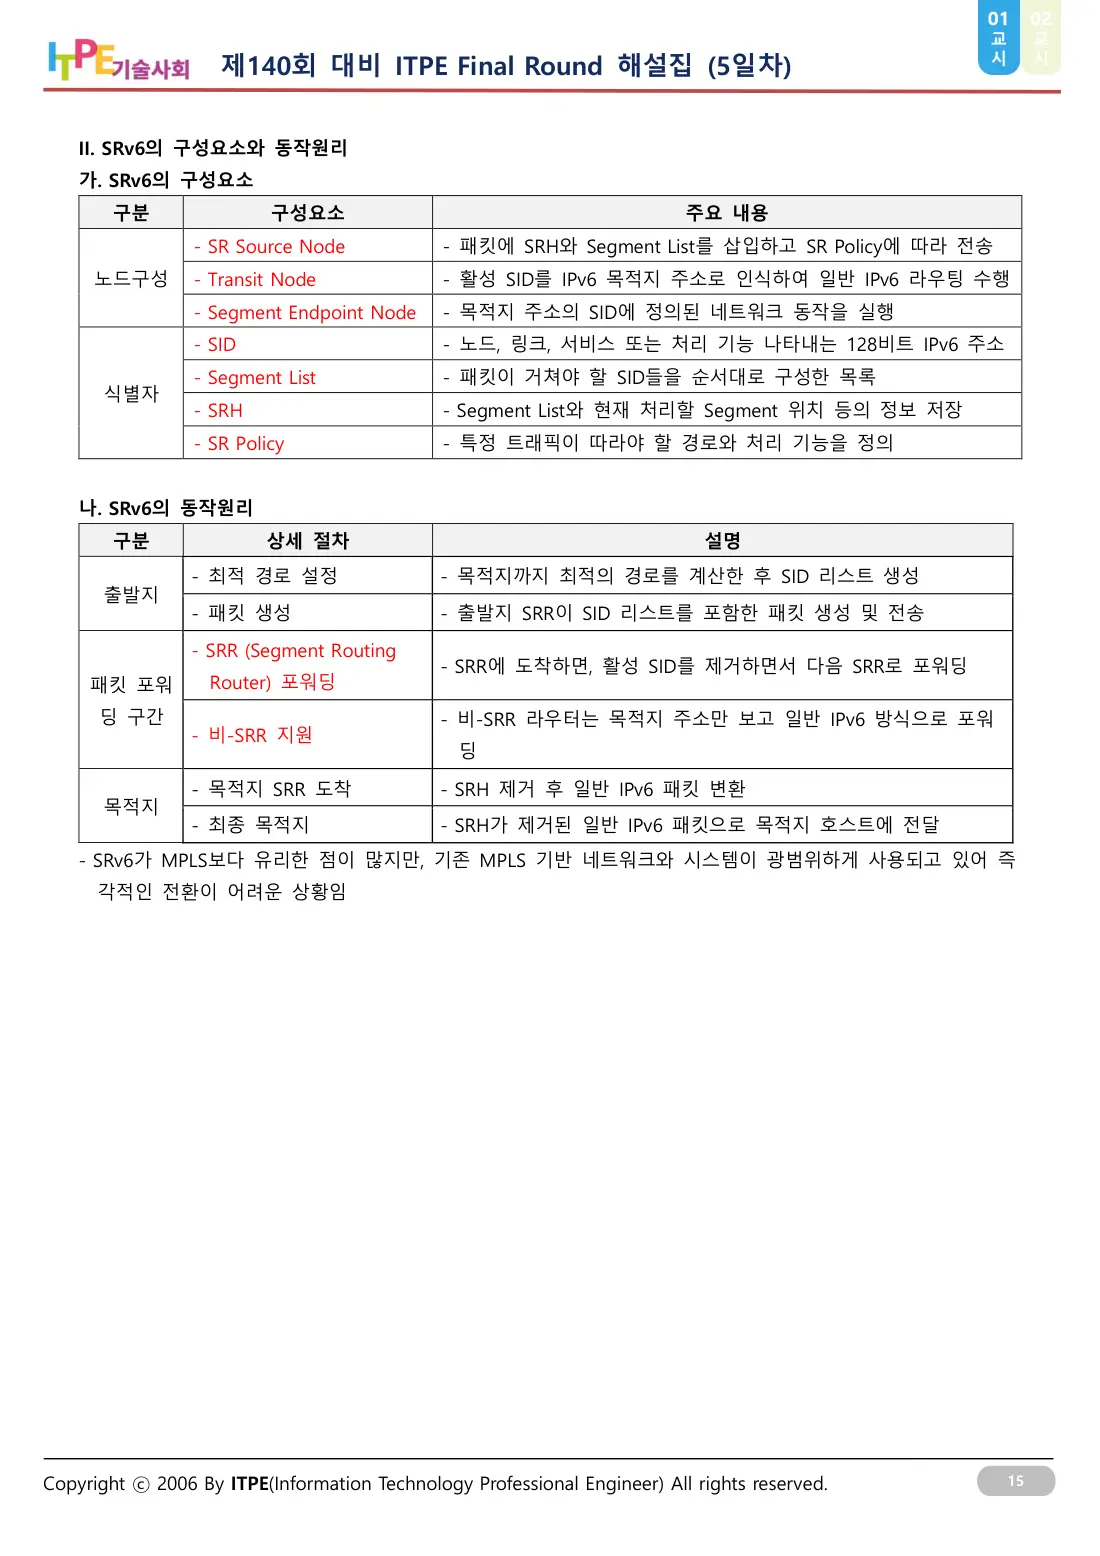 ITPE기술사회 제140회 대비 ITPE Final Round 해설집 (5일차)
01
교
시
02
교
시
II. SRv6의 구성요소와 동작원리
가. SRv6의 구성요소
구분 구성요소 주요 내용
노드구성
- SR Source Node - 패킷에 SRH와 Segment List를 삽입하고 SR Policy에 따라 전송
- Transit Node - 활성 SID를 IPv6 목적지 주소로 인식하여 일반 IPv6 라우팅 수행
- Segment Endpoint Node - 목적지 주소의 SID에 정의된 네트워크 동작을 실행
식별자
- SID - 노드, 링크, 서비스 또는 처리 기능 나타내는 128비트 IPv6 주소
- Segment List - 패킷이 거쳐야 할 SID들을 순서대로 구성한 목록
- SRH - Segment List와 현재 처리할 Segment 위치 등의 정보 저장
- SR Policy - 특정 트래픽이 따라야 할 경로와 처리 기능을 정의
나. SRv6의 동작원리
구분 상세 절차 설명
출발지
- 최적 경로 설정 - 목적지까지 최적의 경로를 계산한 후 SID 리스트 생성
- 패킷 생성 - 출발지 SRR이 SID 리스트를 포함한 패킷 생성 및 전송
패킷 포워
딩 구간
- SRR (Segment Routing
Router) 포워딩
- SRR에 도착하면, 활성 SID를 제거하면서 다음 SRR로 포워딩
- 비-SRR 지원
- 비-SRR 라우터는 목적지 주소만 보고 일반 IPv6 방식으로 포워
딩
목적지
- 목적지 SRR 도착 - SRH 제거 후 일반 IPv6 패킷 변환
- 최종 목적지 - SRH가 제거된 일반 IPv6 패킷으로 목적지 호스트에 전달
- SRv6가 MPLS보다 유리한 점이 많지만, 기존 MPLS 기반 네트워크와 시스템이 광범위하게 사용되고 있어 즉
각적인 전환이 어려운 상황임
Copyright ⓒ 2006 By ITPE(Information Technology Professional Engineer) All rights reserved.
15